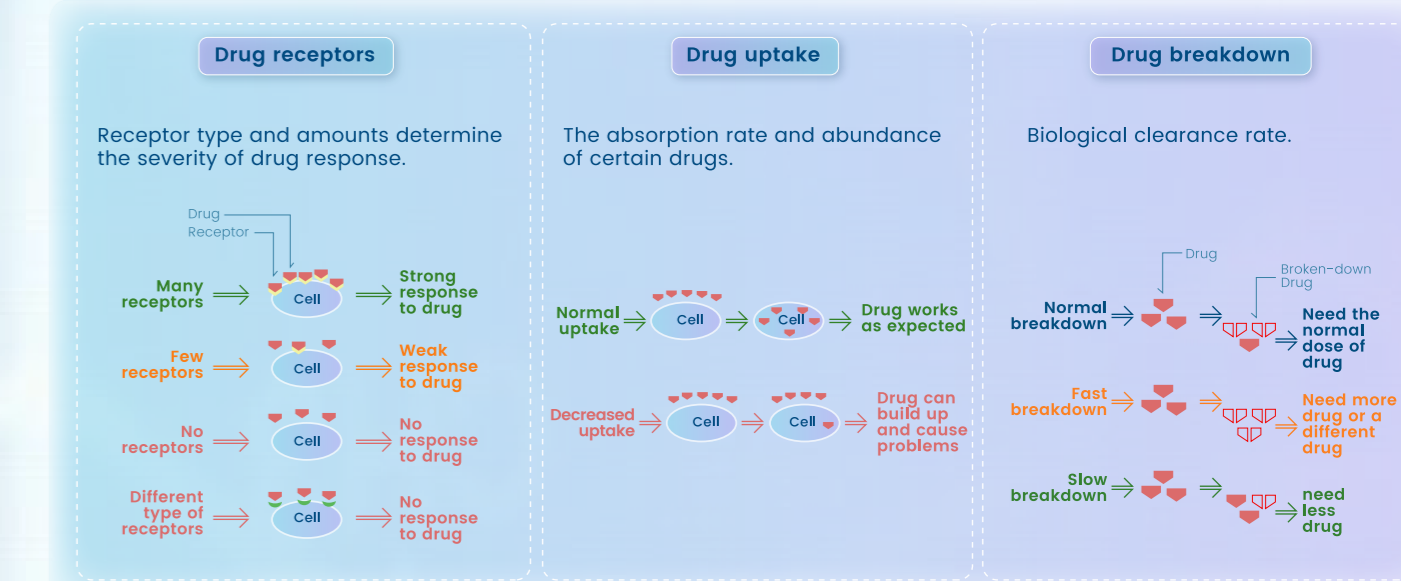 Drug receptors
Receptor type and amounts determine
the severity of drug response.
Drug
Receptor
Many
receptors
Cell
Strong
response
to drug
Few
receptors
Cell
Weak
response
to drug
No
receptors
Cell
No
response
to drug
Different
type of
receptors
Cell
No
response
to drug
Drug uptake
The absorption rate and abundance
of certain drugs.
Normal
uptake
Cell
Cell
Drug works
as expected
Decreased
uptake
Cell
Cell
Drug can
build up
and cause
problems
Drug breakdown
Biological clearance rate.
Drug
Broken-down
Drug
Normal
breakdown
Need the
normal
dose of
drug
Fast
breakdown
Need more
drug or a
different
drug
Slow
breakdown
need
less
drug